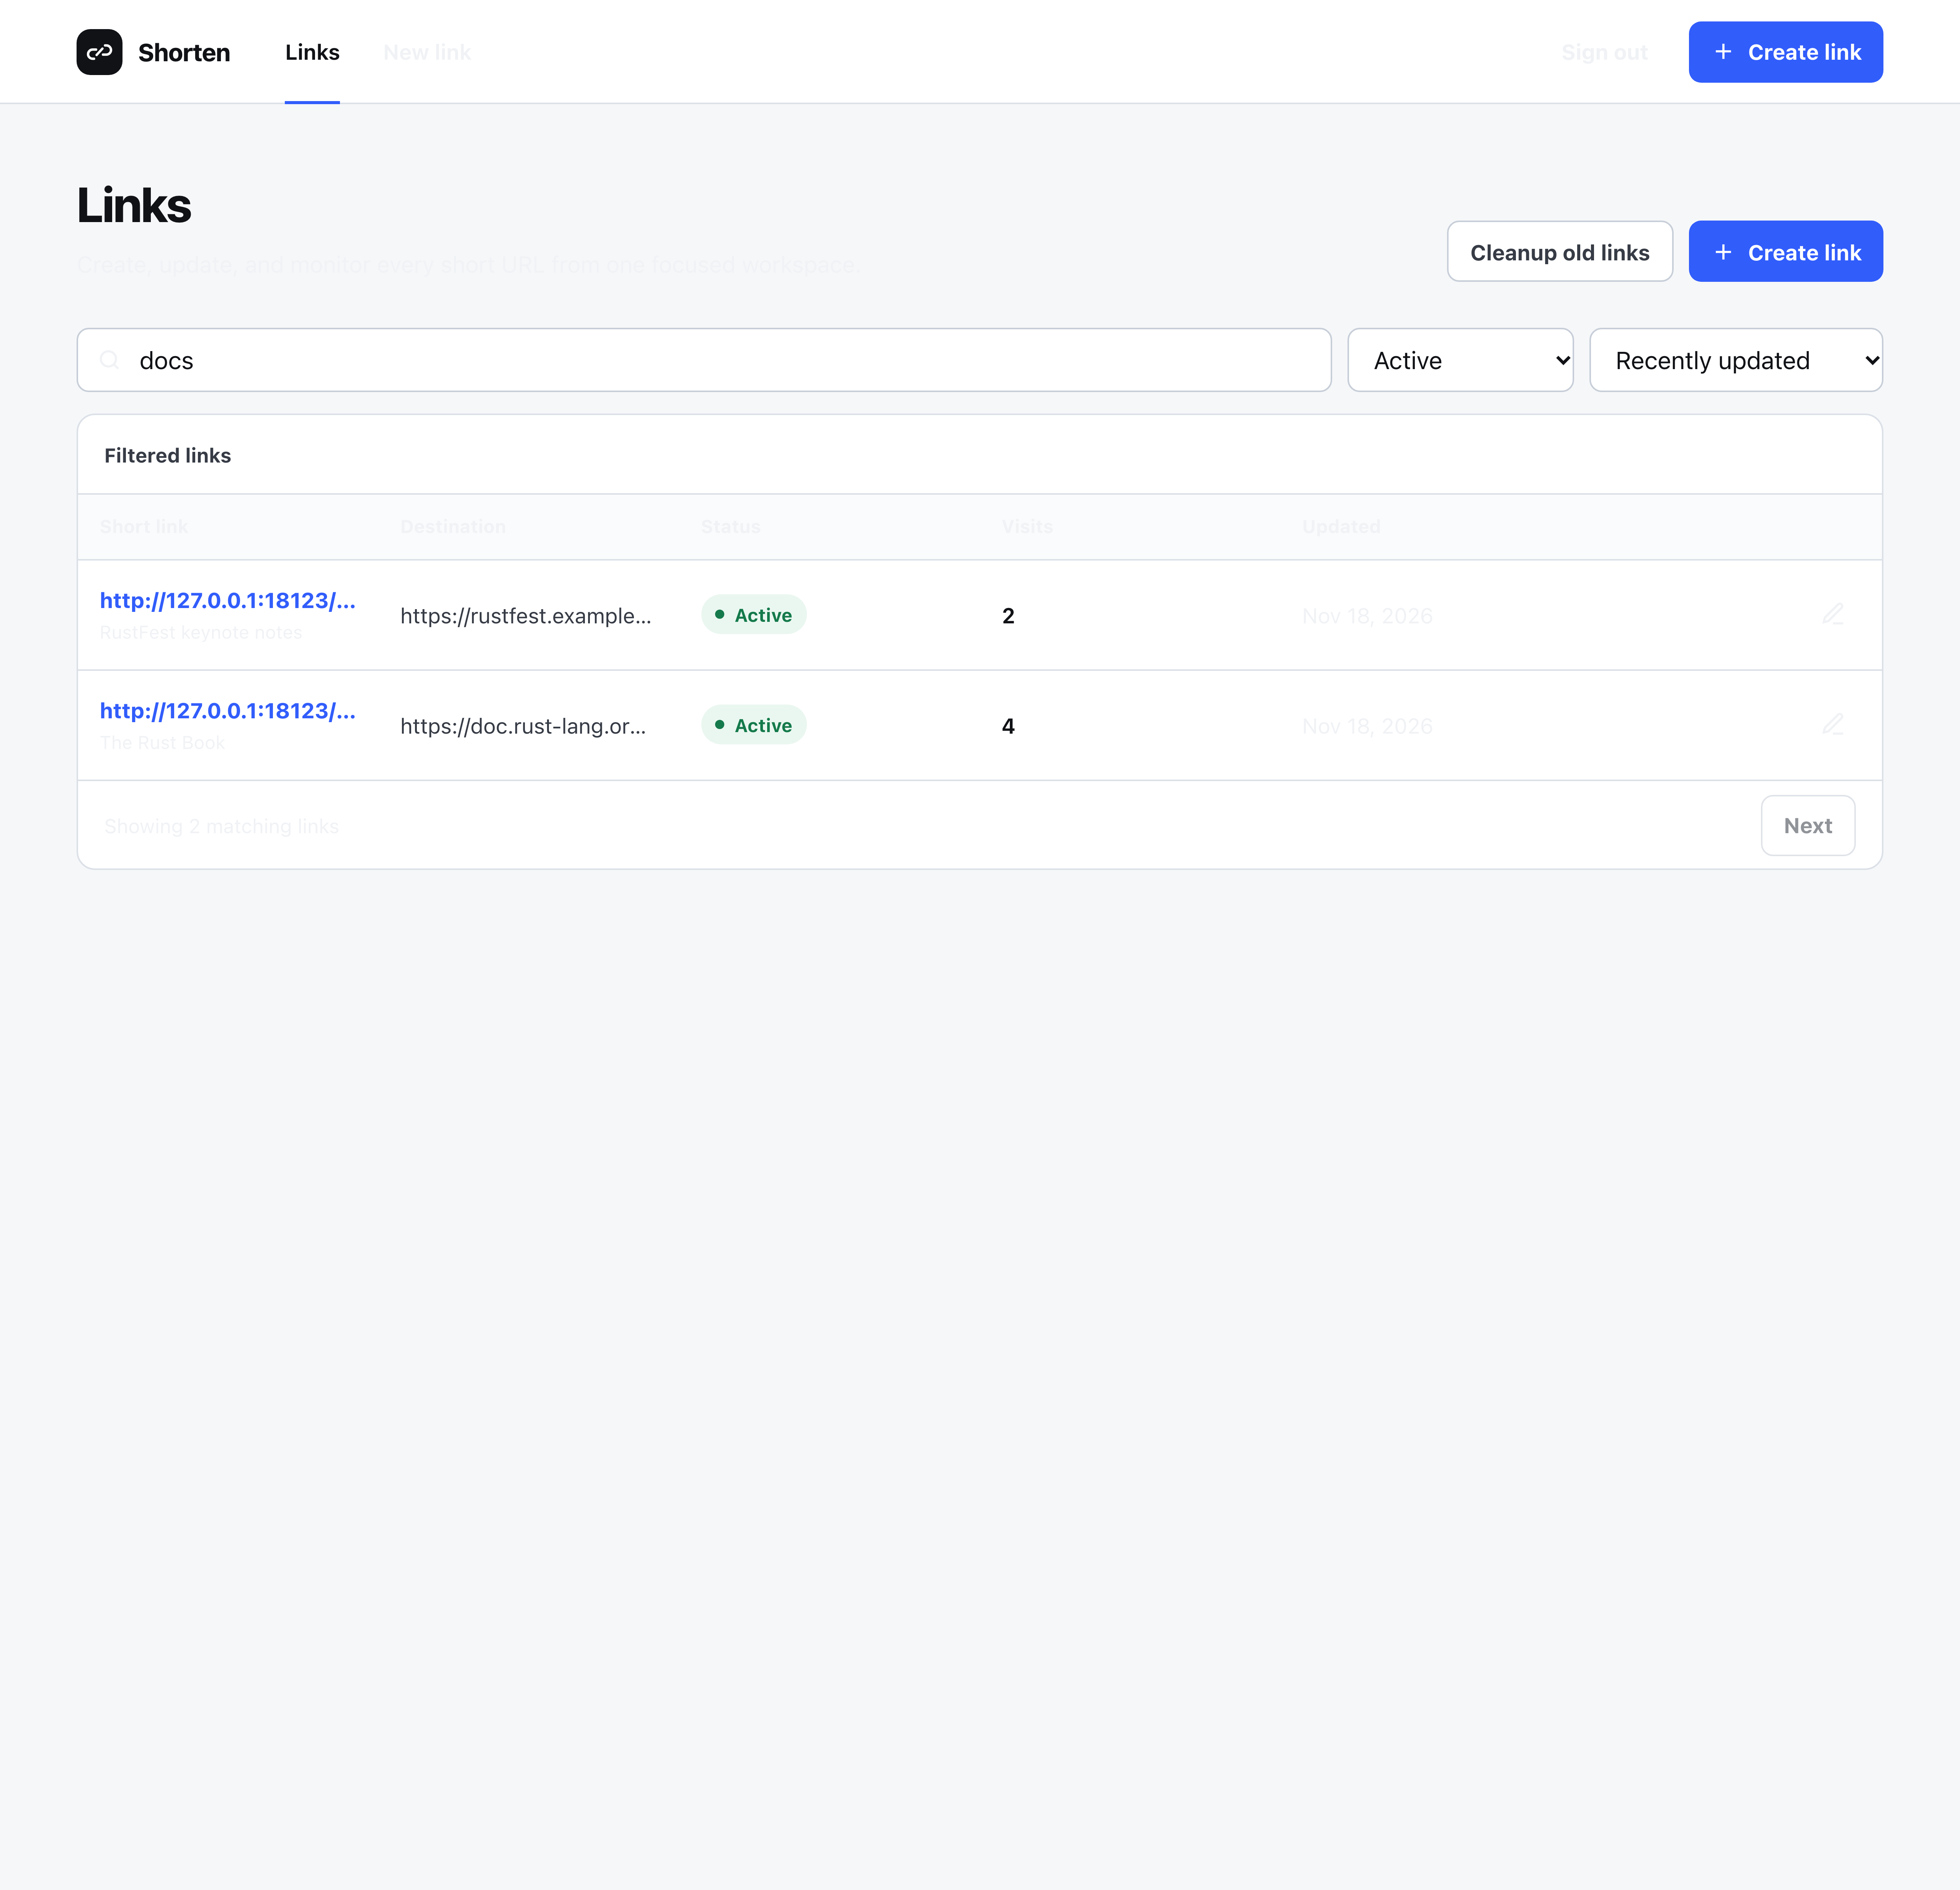 Shorten Links New link Sign out + Create link
Links
Create, update, and monitor every short URL from one focused workspace.
Cleanup old links + Create link
docs Active Recently updated
Filtered links
Short link Destination Status Visits Updated
http://127.0.0.1:18123/... https://rustfest.example... Active 2 Nov 18, 2026
RustFest keynote notes
http://127.0.0.1:18123/... https://doc.rust-lang.or... Active 4 Nov 18, 2026
The Rust Book
Showing 2 matching links Next